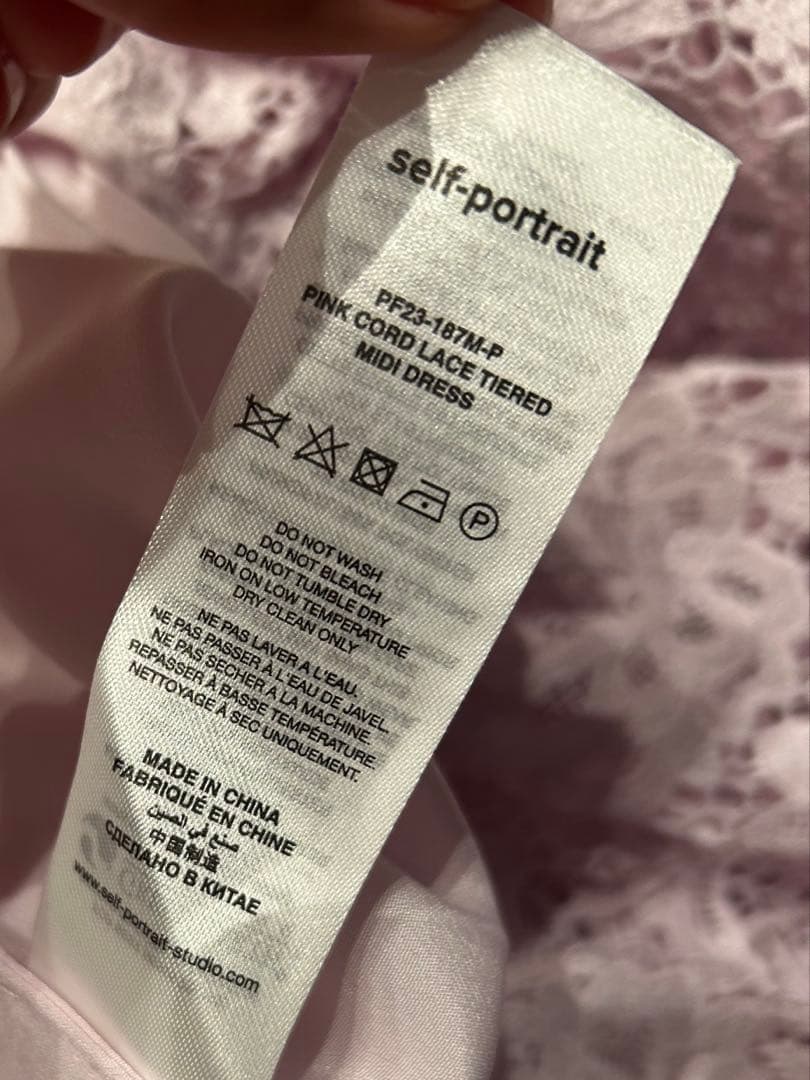 self-portrait
PF23-187M-P
PINK CORD LACE TIERED
MIDI DRESS
P
DO NOT WASH
DO NOT BLEACH
DO NOT TUMBLE DRY
IRON ON LOW TEMPERATURE
DRY CLEAN ONLY
NE PAS LAVER A L'EAU.
NE PAS PASSER À L'EAU DE JAVEL.
NE PAS SECHER A LA MACHINE.
REPASSER À BASSE TEMPÉRATURE.
NETTOYAGE À SEC UNIQUEMENT.
MADE IN CHINA
FABRIQUÉ EN CHINE
صنع في الصين
中国制造
СДЕЛАНО В КИТАЕ
www.self-portrait-studio.com